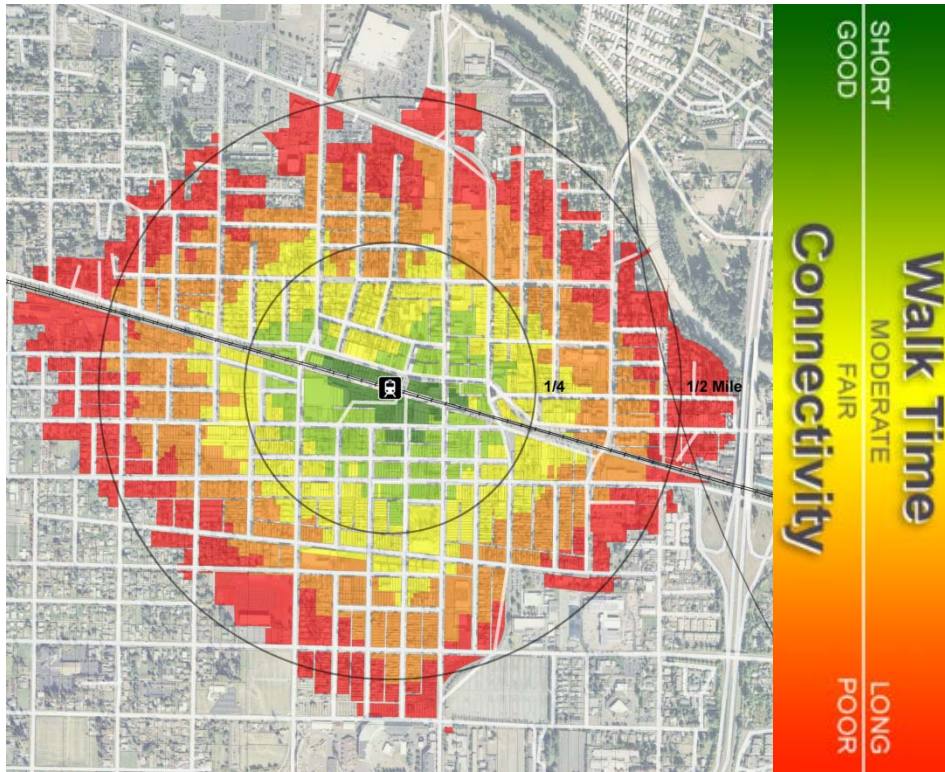 1/4
1/2 Mile
Walk Time
SHORT
MODERATE
LONG
GOOD
FAIR
POOR
Connectivity